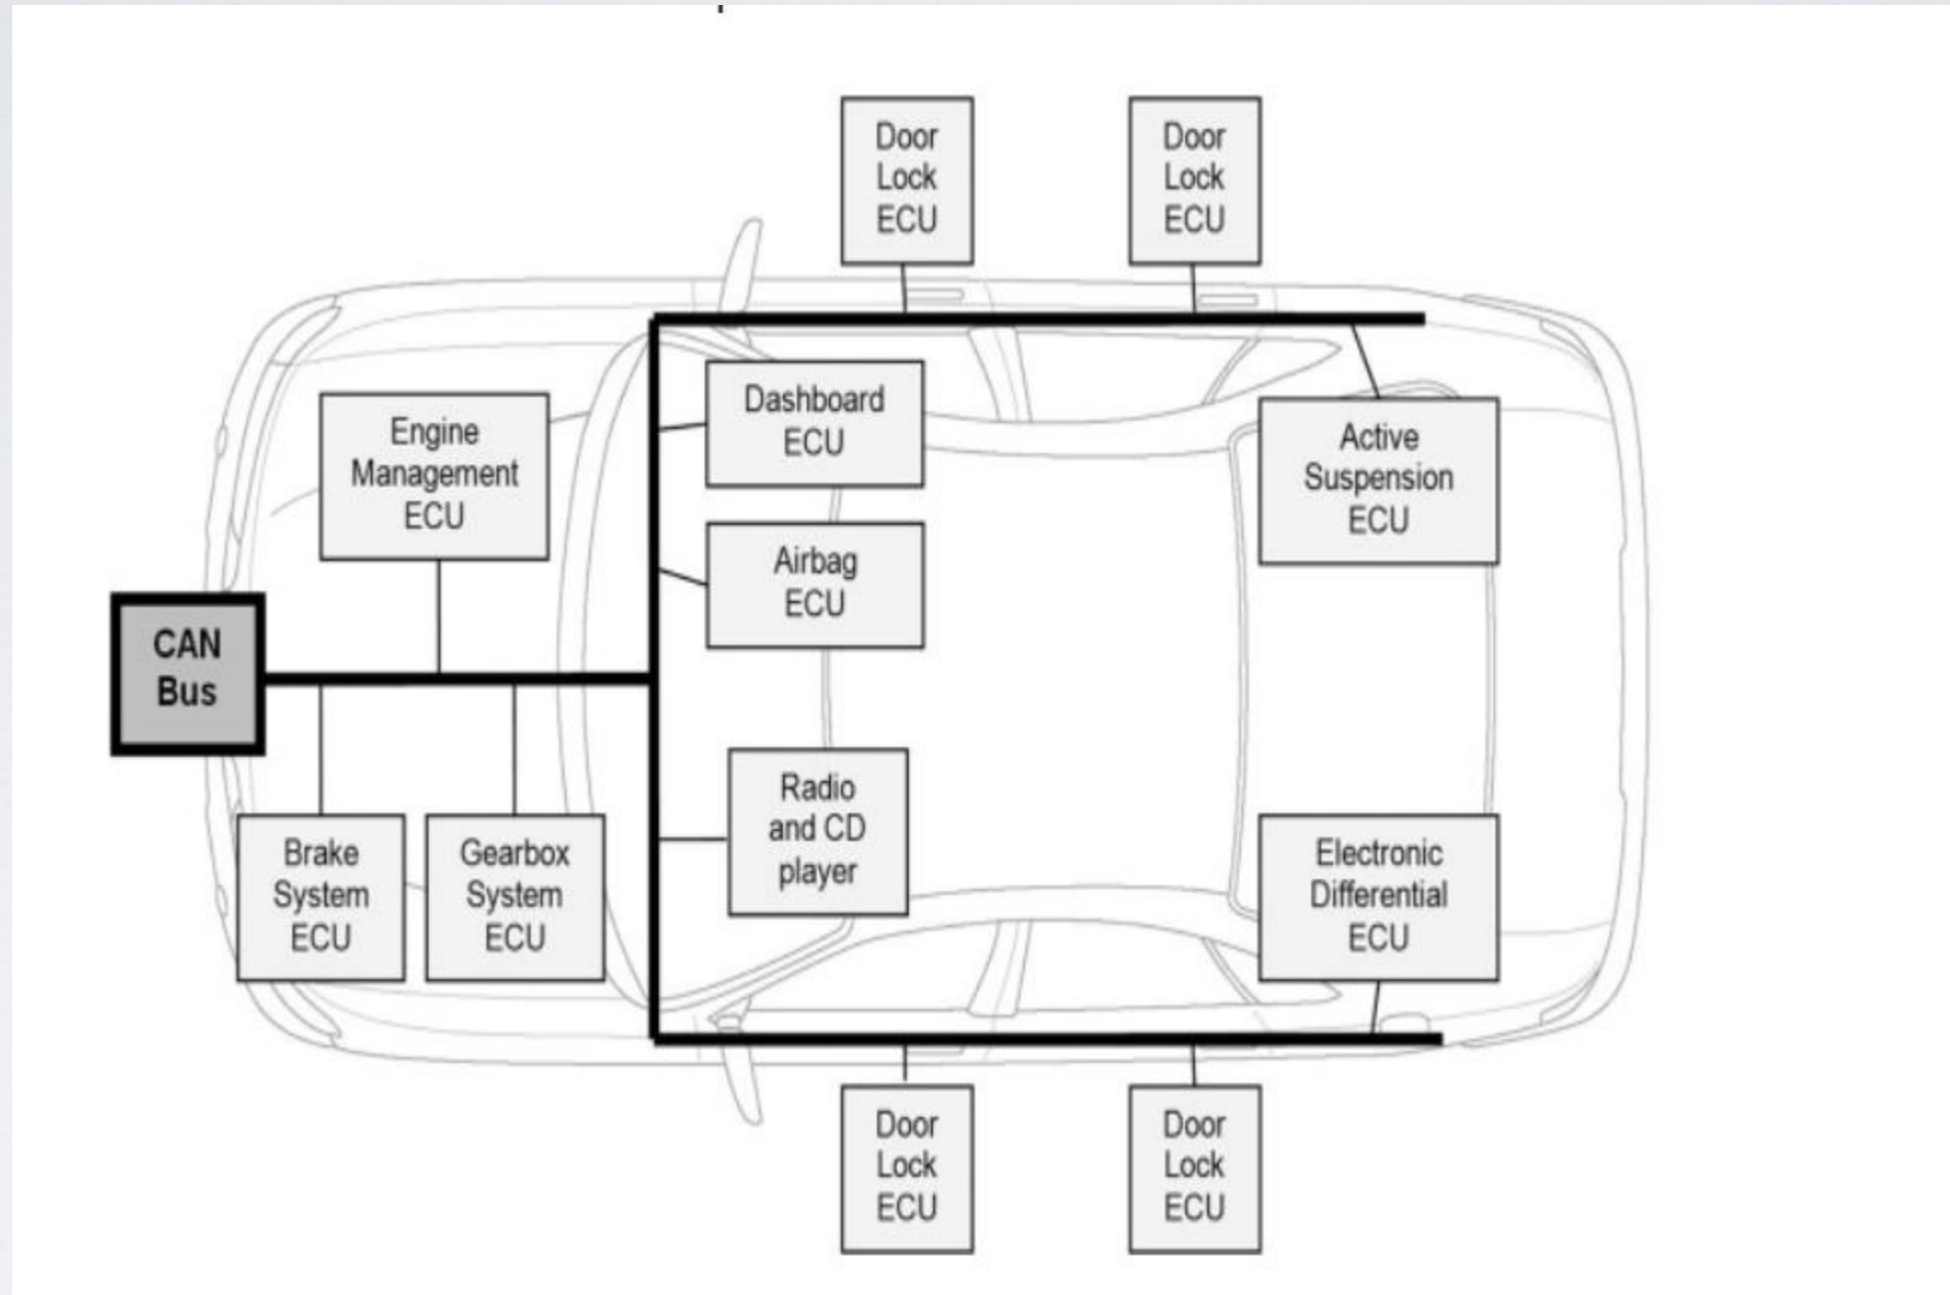 Door
Lock
ECU
Door
Lock
ECU
Engine
Management
ECU
Dashboard
ECU
Airbag
ECU
Active
Suspension
ECU
CAN
Bus
Brake
System
ECU
Gearbox
System
ECU
Radio
and CD
player
Electronic
Differential
ECU
Door
Lock
ECU
Door
Lock
ECU